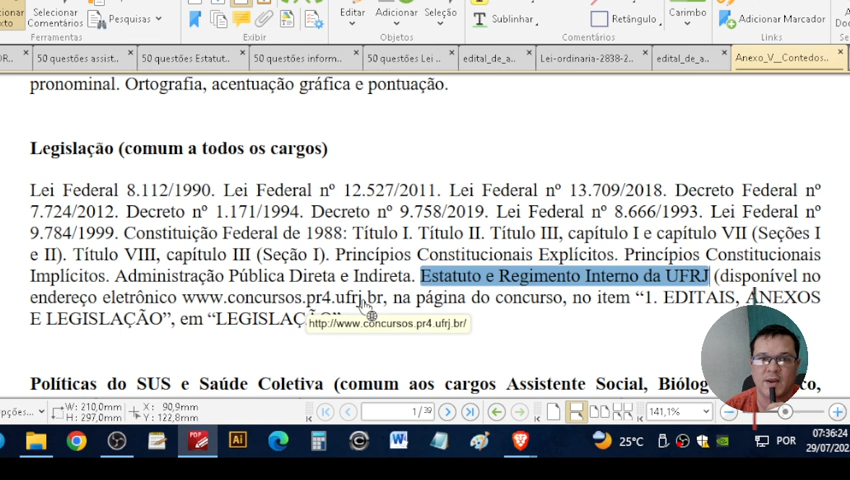 Selecionar
Comentários
Pesquisas
Editar
Adicionar
Seleção
Sublinhar
Retângulo
Carimbo
Adicionar Marcador
Ferramentas
Exibir
Objetos
Comentários
Links
50 questões assist...
50 questões Estatut...
50 questões inform...
50 questões Lei ...
edital_de_a...
Lei-ordinaria-2838-2...
edital_de_a...
Anexo_V__Contedos...
pronominal. Ortografia, acentuação gráfica e pontuação.
Legislação (comum a todos os cargos)
Lei Federal 8.112/1990. Lei Federal nº 12.527/2011. Lei Federal nº 13.709/2018. Decreto Federal nº
7.724/2012. Decreto nº 1.171/1994. Decreto nº 9.758/2019. Lei Federal nº 8.666/1993. Lei Federal nº
9.784/1999. Constituição Federal de 1988: Título I. Título II. Título III, capítulo I e capítulo VII (Seções I
e II). Título VIII, capítulo III (Seção I). Princípios Constitucionais Explícitos. Princípios Constitucionais
Implícitos. Administração Pública Direta e Indireta. Estatuto e Regimento Interno da UFRJ (disponível no
endereço eletrônico www.concursos.pr4.ufrj.br, na página do concurso, no item “1. EDITAIS, ANEXOS
E LEGISLAÇÃO”, em “LEGISLAÇÃO”
http://www.concursos.pr4.ufrj.br/
Políticas do SUS e Saúde Coletiva (comum aos cargos Assistente Social,
pções...
W: 210,0mm
H: 297,0mm
X: 90,9mm
Y: 122,8mm
1/39
141,1%
25°C
POR
07:36:24